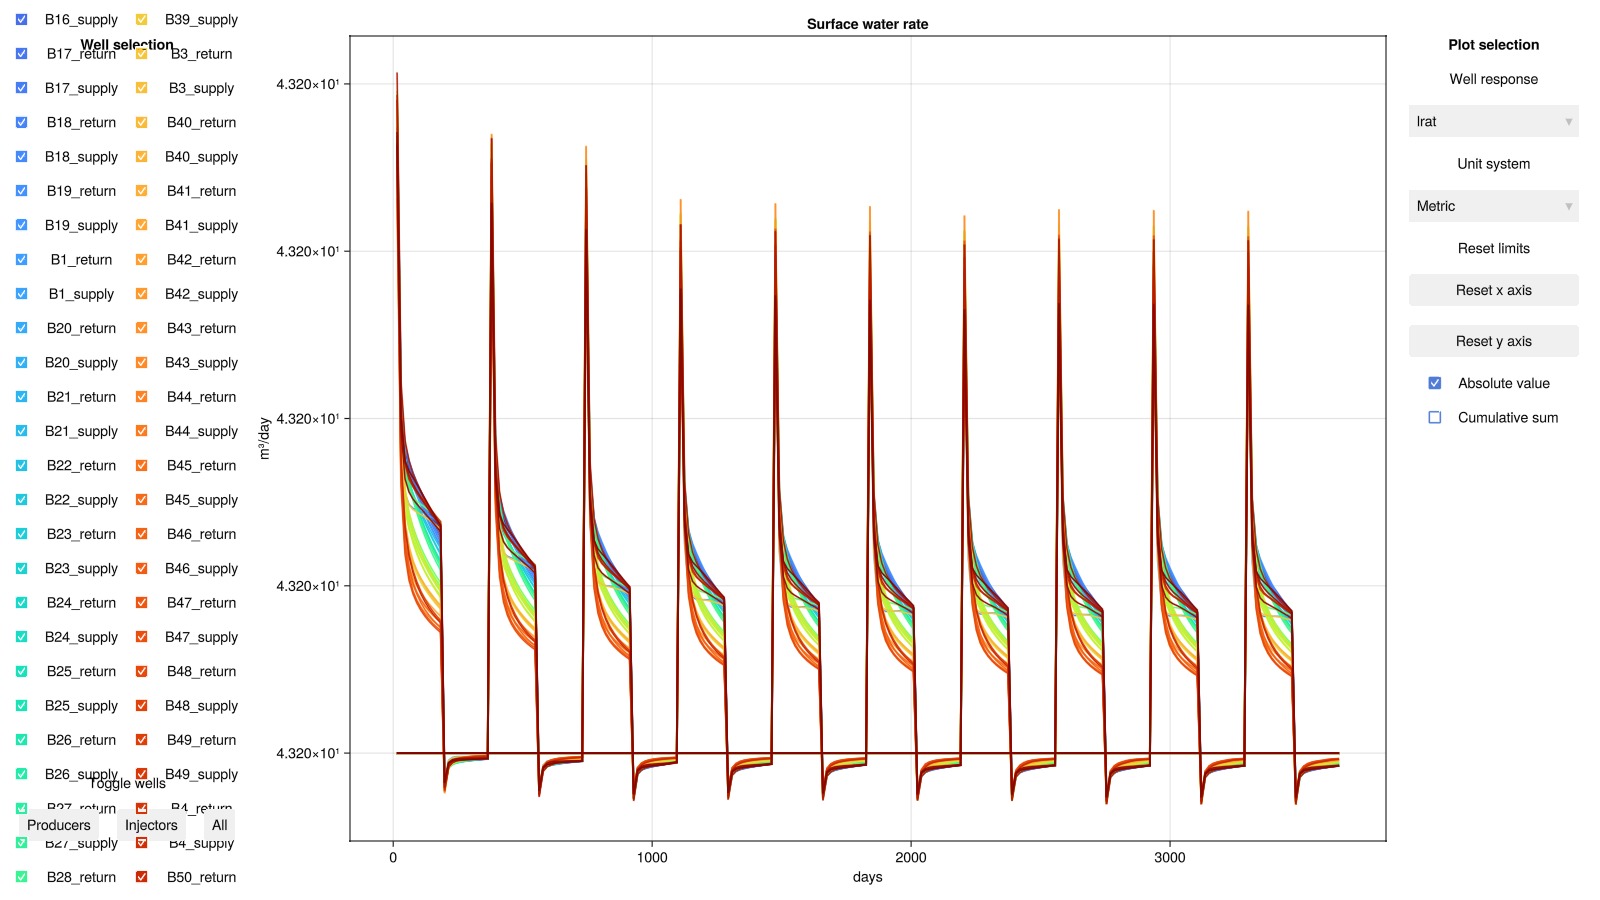 Well selection
B16_supply
B17_return
B17_supply
B18_return
B18_supply
B19_return
B19_supply
B1_return
B1_supply
B20_return
B20_supply
B21_return
B21_supply
B22_return
B22_supply
B23_return
B23_supply
B24_return
B24_supply
B25_return
B25_supply
B26_return
B26_supply
B27_return
B27_supply
B28_return
B39_supply
B3_return
B3_supply
B40_return
B40_supply
B41_return
B41_supply
B42_return
B42_supply
B43_return
B43_supply
B44_return
B44_supply
B45_return
B45_supply
B46_return
B46_supply
B47_return
B47_supply
B48_return
B48_supply
B49_return
B49_supply
B4_return
B4_supply
B50_return
Toggle wells
Producers Injectors All
Surface water rate
m³/day
4.320×10¹
4.320×10¹
4.320×10¹
4.320×10¹
4.320×10¹
0 1000 2000 3000
days
Plot selection
Well response
lrat
Unit system
Metric
Reset limits
Reset x axis
Reset y axis
Absolute value
Cumulative sum